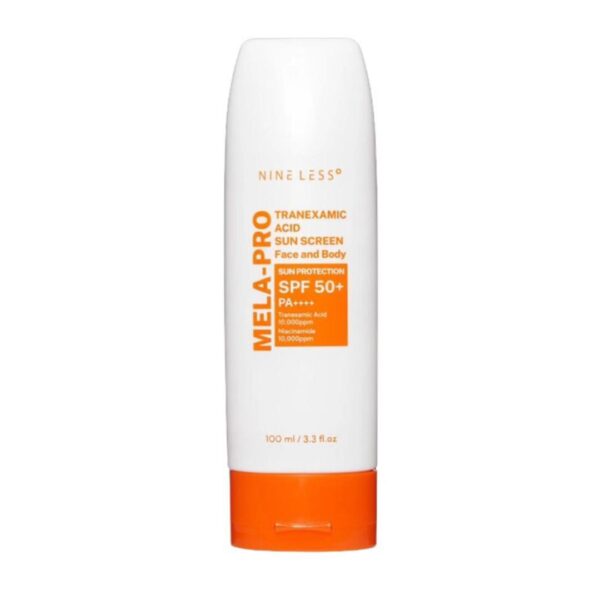 NINE LESS°
MELA-PRO
TRANEXAMIC
ACID
SUN SCREEN
Face and Body
SUN PROTECTION
SPF 50+
PA++++
Tranexamic Acid
10,000ppm
Niacinamide
10,000ppm
100 ml / 3.3 fl.oz